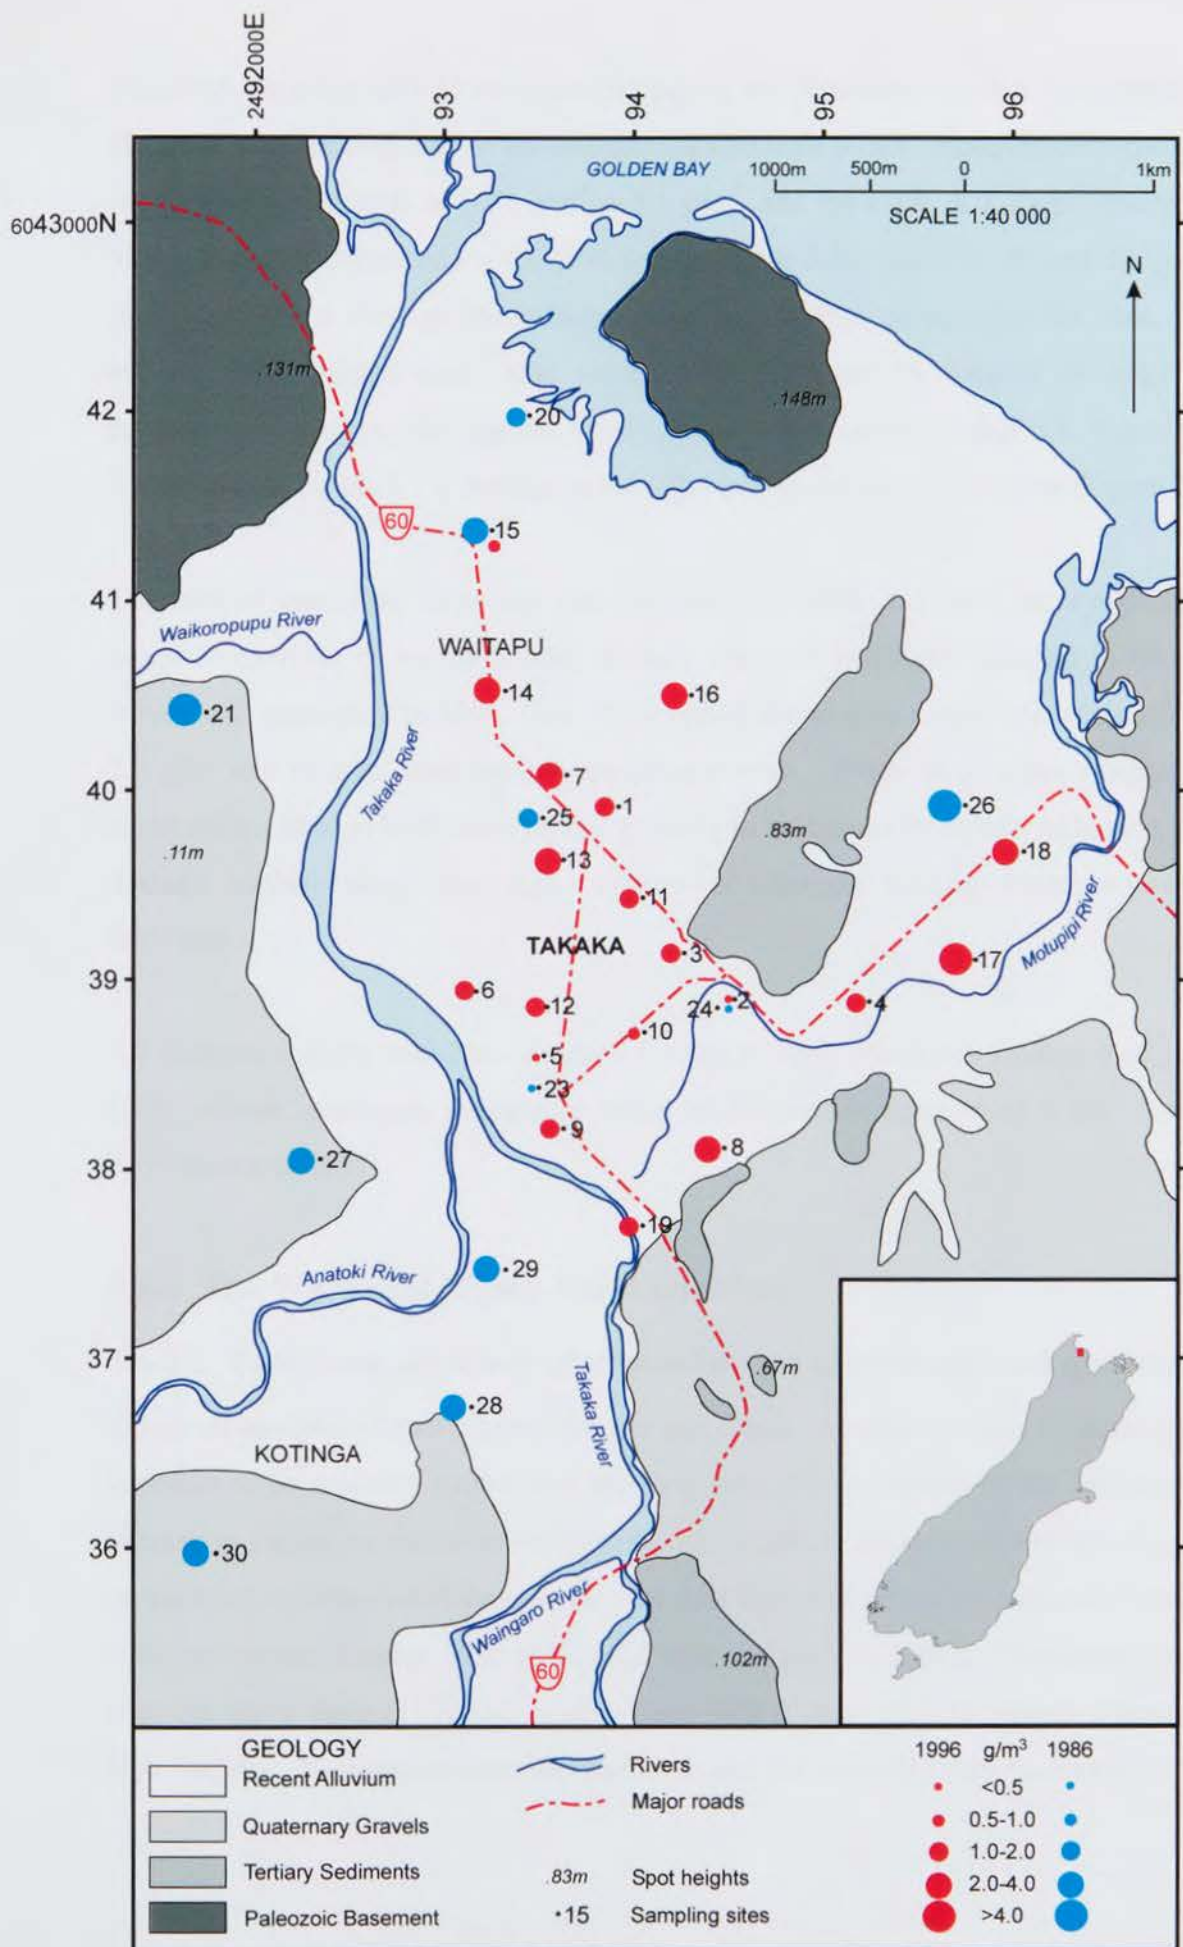 2492000E
93
94
95
96
GOLDEN BAY
1000m 500m 0 1km
SCALE 1:40 000
6043000N
N
.131m
.148m
42
•20
60
•15
41
Waikoropupu River
WAITAPU
•14
•16
•21
Takaka River
•7
40
•1
•26
•25
.83m
.11m
•13
•18
•11
TAKAKA
•3
•17
Motupipi River
39
•6
•2
•12
24•
•4
•10
•5
•23
•9
•8
38
•27
•19
Anatoki River
•29
37
.67m
Takaka River
•28
KOTINGA
36
•30
Waingaro River
60
.102m
GEOLOGY
Recent Alluvium
Quaternary Gravels
Tertiary Sediments
Paleozoic Basement
Rivers
Major roads
.83m Spot heights
•15 Sampling sites
1996 g/m³ 1986
<0.5
0.5-1.0
1.0-2.0
2.0-4.0
>4.0